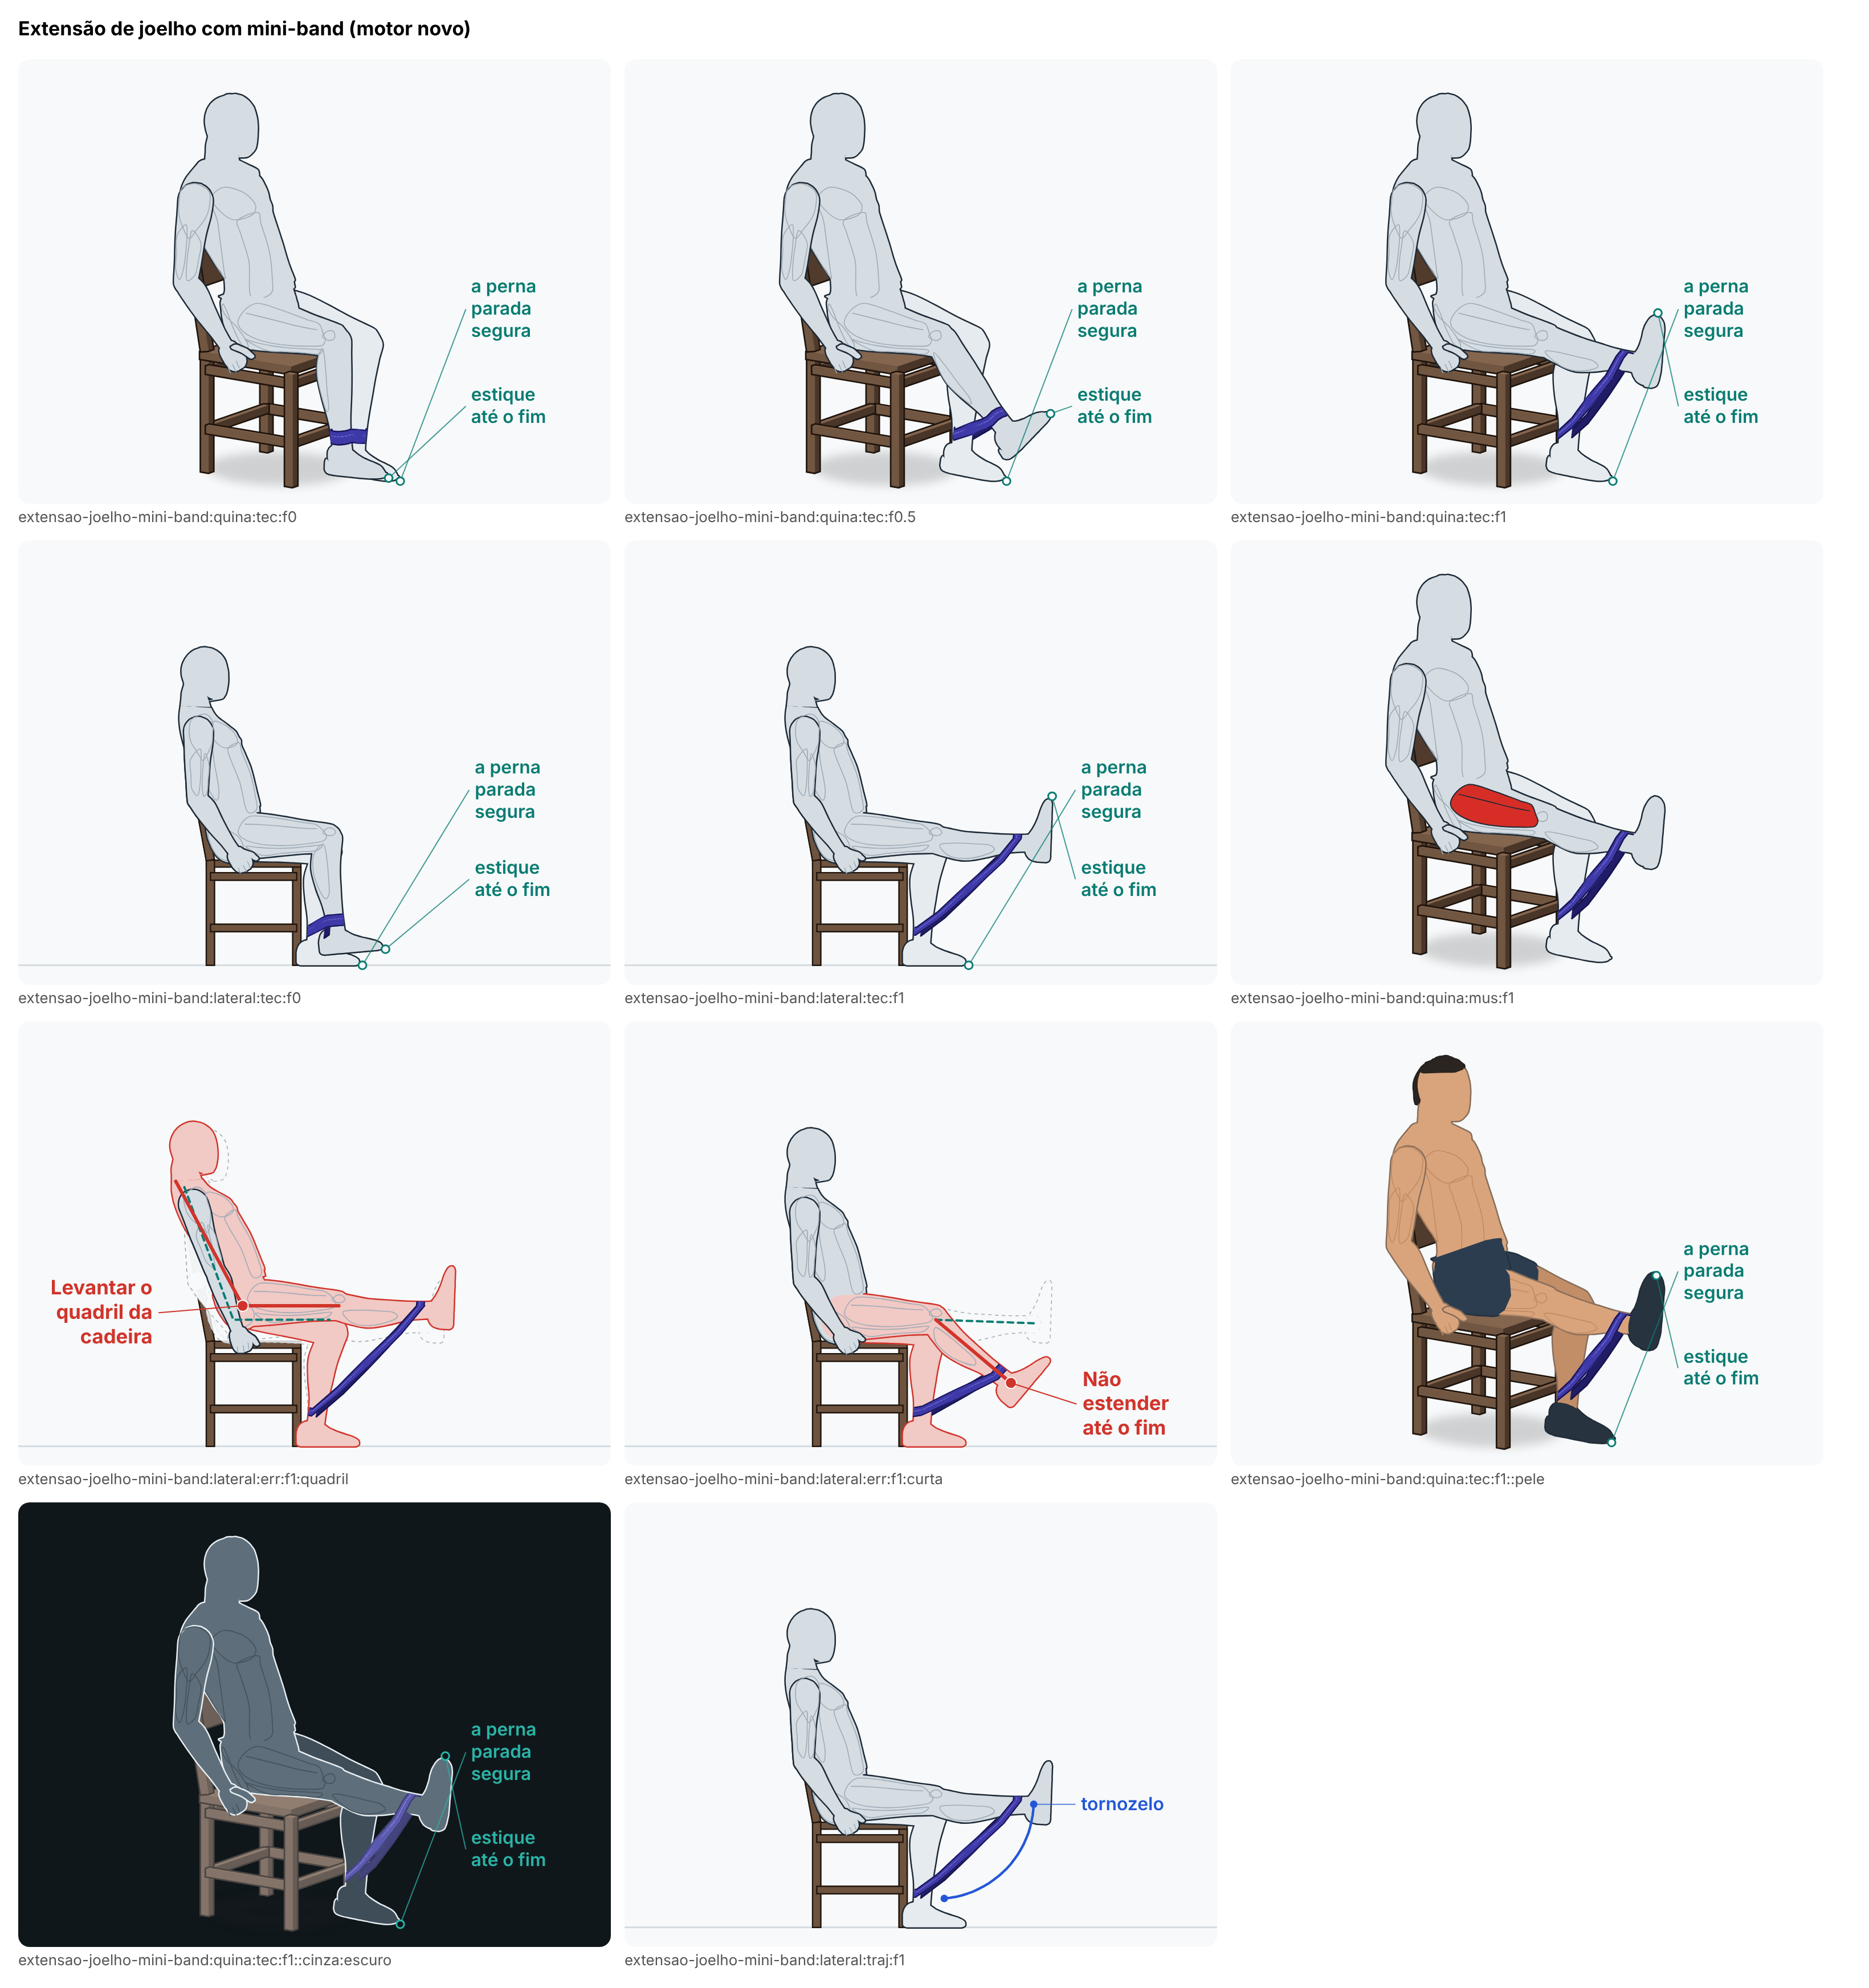 Extensão de joelho com mini-band (motor novo)
a perna
parada
segura
estique
até o fim
extensao-joelho-mini-band:quina:tec:f0
a perna
parada
segura
estique
até o fim
extensao-joelho-mini-band:quina:tec:f0.5
a perna
parada
segura
estique
até o fim
extensao-joelho-mini-band:quina:tec:f1
a perna
parada
segura
estique
até o fim
extensao-joelho-mini-band:lateral:tec:f0
a perna
parada
segura
estique
até o fim
extensao-joelho-mini-band:lateral:tec:f1
extensao-joelho-mini-band:quina:mus:f1
Levantar o
quadril da
cadeira
extensao-joelho-mini-band:lateral:err:f1:quadril
Não
estender
até o fim
extensao-joelho-mini-band:lateral:err:f1:curta
a perna
parada
segura
estique
até o fim
extensao-joelho-mini-band:quina:tec:f1::pele
a perna
parada
segura
estique
até o fim
extensao-joelho-mini-band:quina:tec:f1::cinza:escuro
tornozelo
extensao-joelho-mini-band:lateral:traj:f1